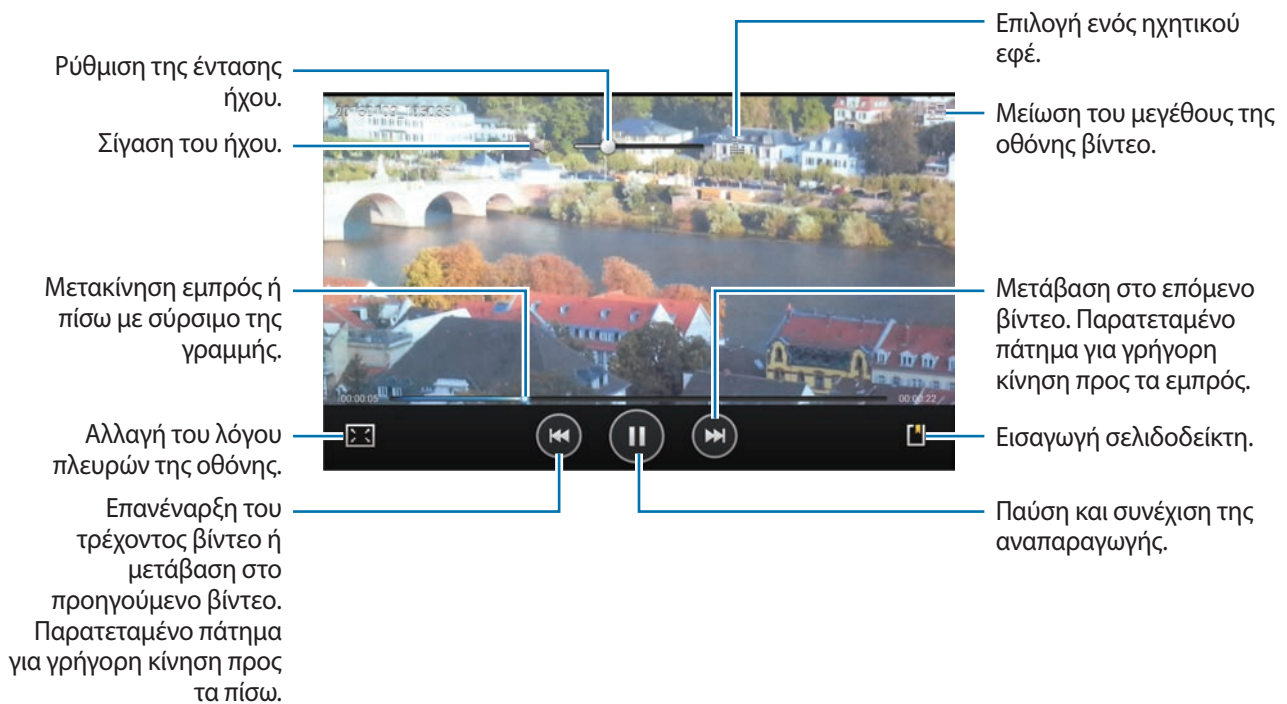 Ρύθμιση της έντασης
ήχου.
Σίγαση του ήχου.
Μετακίνηση εμπρός ή
πίσω με σύρσιμο της
γραμμής.
Αλλαγή του λόγου
πλευρών της οθόνης.
Επανέναρξη του
τρέχοντος βίντεο ή
μετάβαση στο
προηγούμενο βίντεο.
Παρατεταμένο πάτημα
για γρήγορη κίνηση προς
τα πίσω.
00:00:05
00:00:22
Επιλογή ενός ηχητικού
εφέ.
Μείωση του μεγέθους της
οθόνης βίντεο.
Μετάβαση στο επόμενο
βίντεο. Παρατεταμένο
πάτημα για γρήγορη
κίνηση προς τα εμπρός.
Εισαγωγή σελιδοδείκτη.
Παύση και συνέχιση της
αναπαραγωγής.